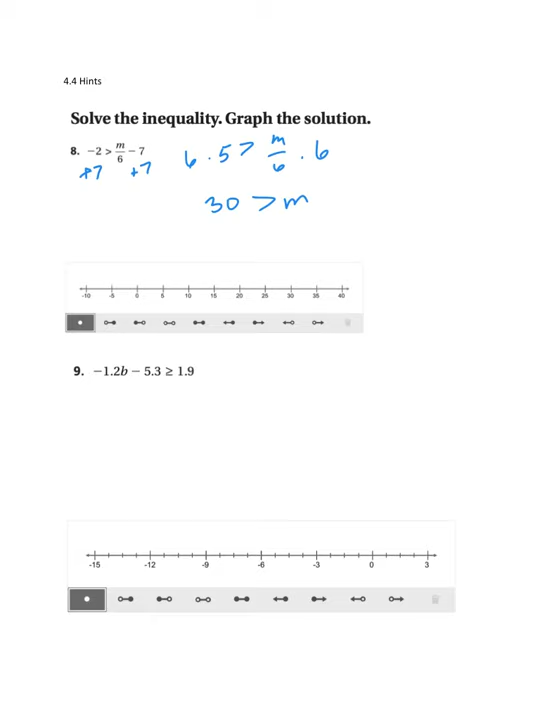 4.4 Hints
Solve the inequality. Graph the solution.
8. −2 > m/6 − 7
+7 +7
6 · 5 > m/6 · 6
30 > m
-10 -5 0 5 10 15 20 25 30 35 40
9. −1.2b − 5.3 ≥ 1.9
-15 -12 -9 -6 -3 0 3